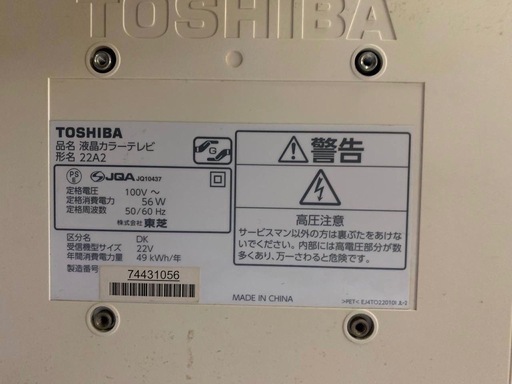 TOSHIBA
TOSHIBA
品名 液晶カラーテレビ
形名 22A2
G
PS
E
JQA JQ10437
定格電圧 100V ～
定格消費電力 56 W
定格周波数 50/60 Hz
株式会社 東芝
区分名 DK
受信機型サイズ 22V
年間消費電力量 49 kWh/年
製造番号 74431056
警告
高圧注意
サービスマン以外の方は裏ぶたをあけな
いでください。内部には高電圧部分が数
多くあり、万一さわると危険です。
MADE IN CHINA
>PET<